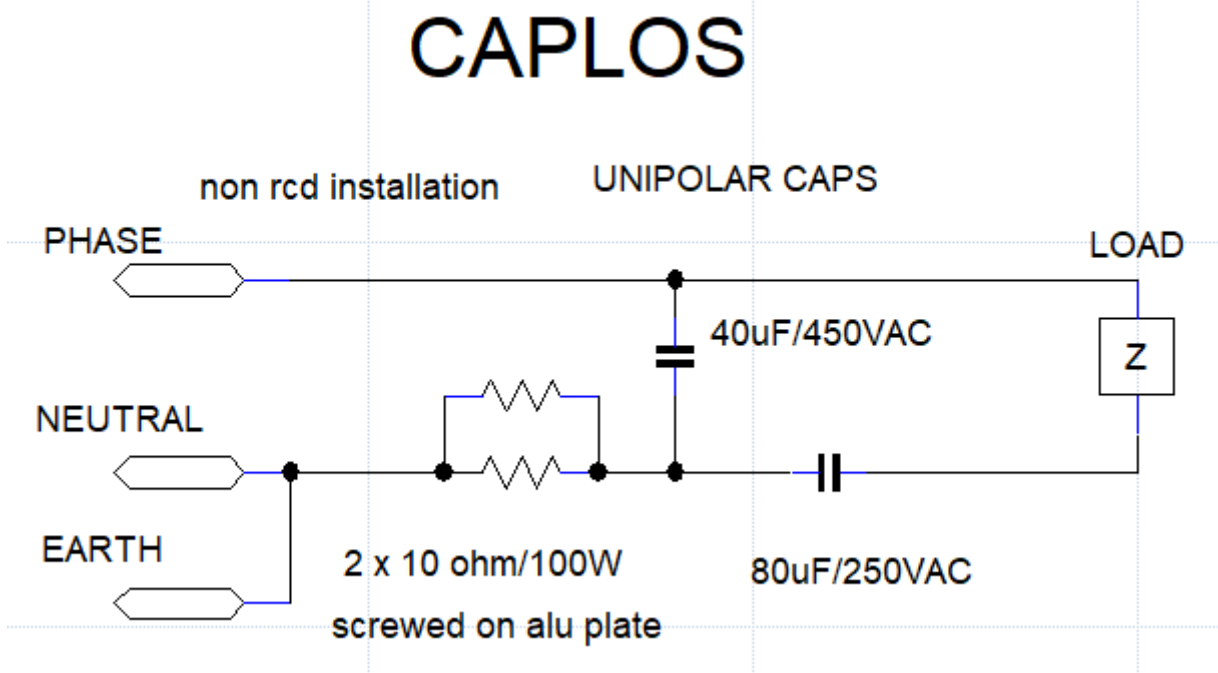 CAPLOS
non rcd installation
UNIPOLAR CAPS
PHASE
LOAD
40uF/450VAC
Z
NEUTRAL
EARTH
2 x 10 ohm/100W
80uF/250VAC
screwed on alu plate